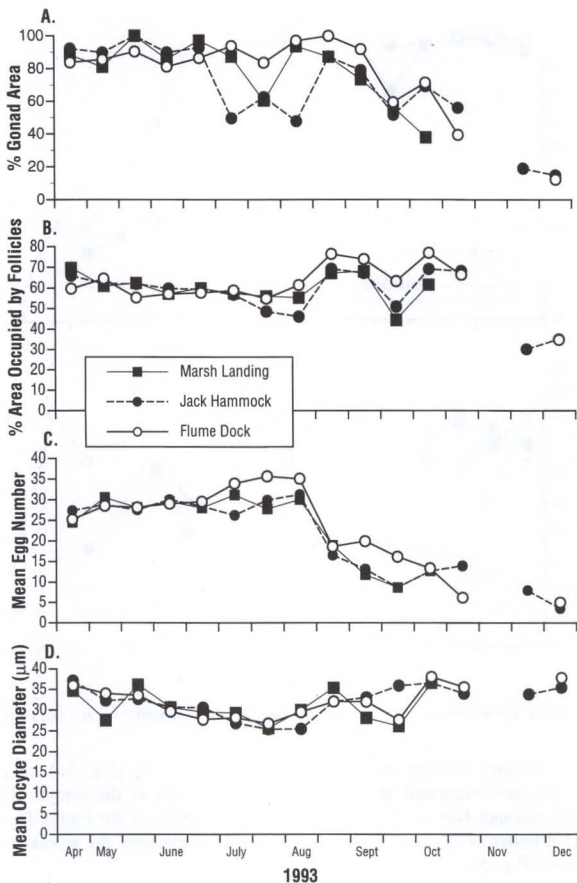 A.
% Gonad Area
100
80
60
40
20
0
B.
% Area Occupied by Follicles
80
70
60
50
40
30
20
10
0
Marsh Landing
Jack Hammock
Flume Dock
C.
Mean Egg Number
40
35
30
25
20
15
10
5
0
D.
Mean Oocyte Diameter (µm)
40
35
30
25
20
15
10
5
0
Apr May June July Aug Sept Oct Nov Dec
1993